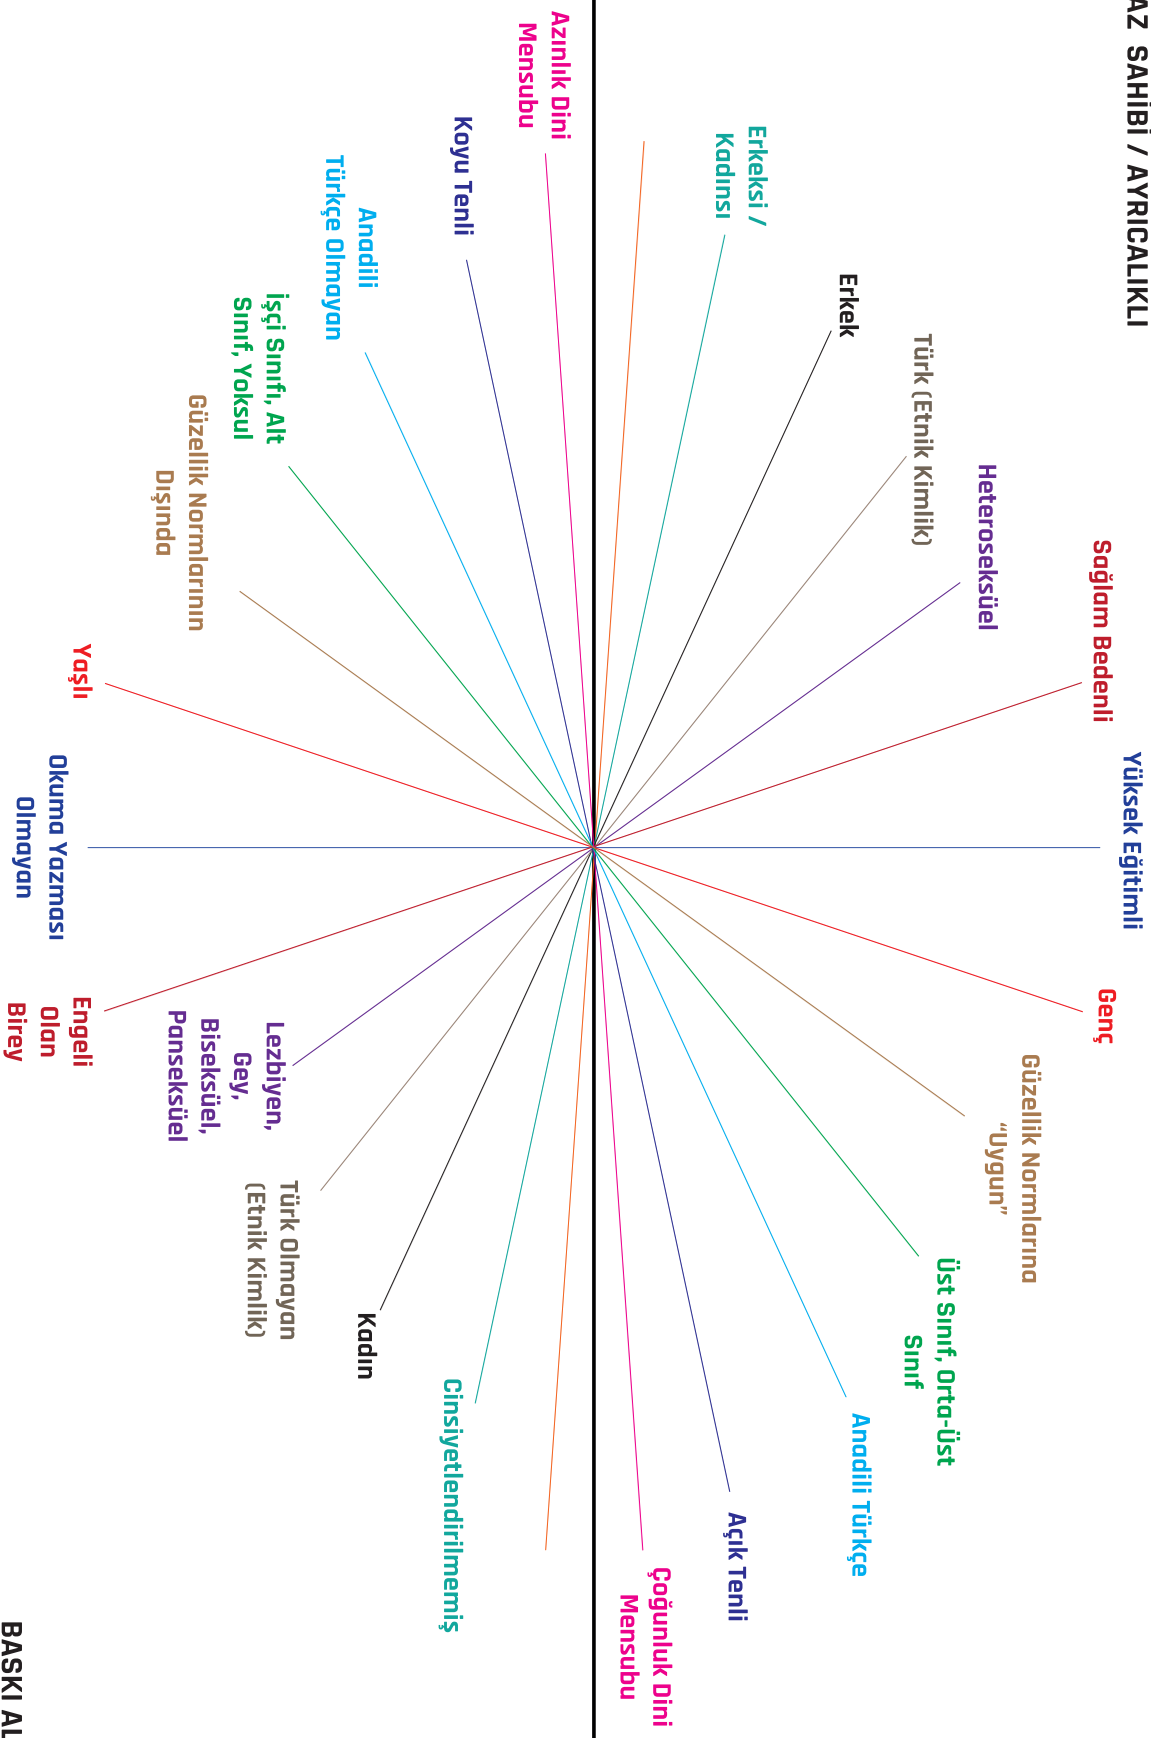 AZ SAHİBİ / AYRICALIKLI
Yüksek Eğitimli
Sağlam Bedenli
Genç
Heteroseksüel
Güzellik Normlarına
“Uygun”
Türk (Etnik Kimlik)
Üst Sınıf, Orta-Üst
Sınıf
Erkek
Anadili Türkçe
Erkeksi /
Kadınsı
Açık Tenli
Çoğunluk Dini
Mensubu
Azınlık Dini
Mensubu
Koyu Tenli
Cinsiyetlendirilmemiş
Anadili
Türkçe Olmayan
Kadın
İşçi Sınıfı, Alt
Sınıf, Yoksul
Türk Olmayan
(Etnik Kimlik)
Güzellik Normlarının
Dışında
Lezbiyen,
Gey,
Biseksüel,
Panseksüel
Yaşlı
Engeli
Olan
Birey
Okuma Yazması
Olmayan
BASKI AL